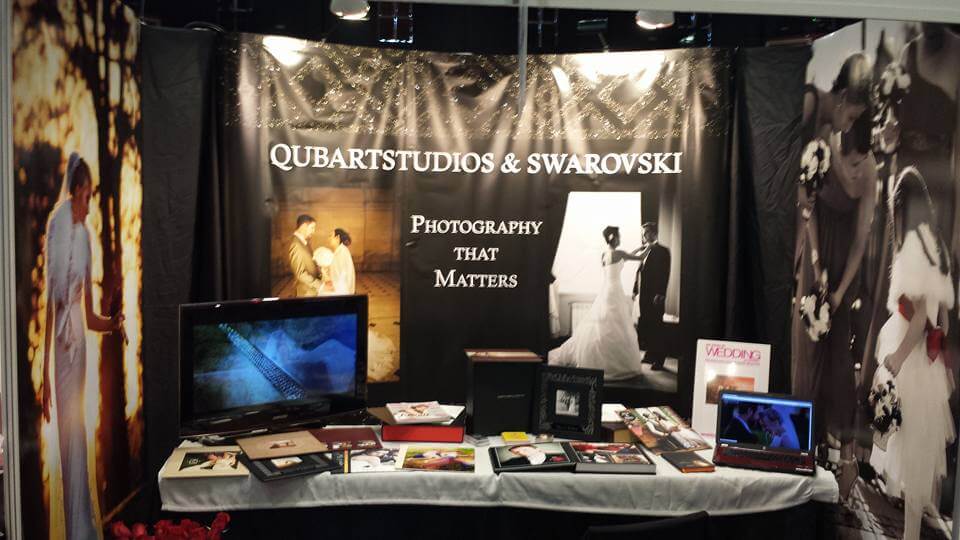 QUBARTSTUDIOS & SWAROVSKI
PHOTOGRAPHY
THAT
MATTERS
WEDDING